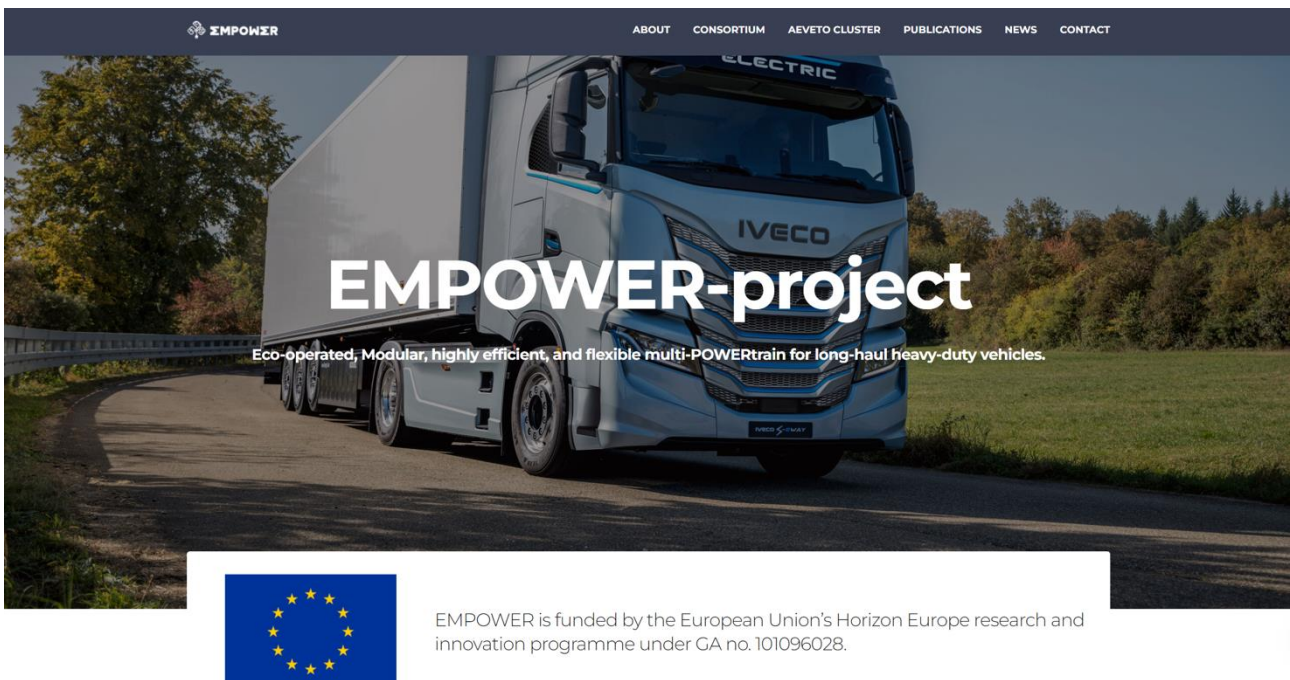 ΣMPOWΣR
ABOUT CONSORTIUM AEVETO CLUSTER PUBLICATIONS NEWS CONTACT
ELECTRIC
IVECO
EMPOWER-project
Eco-operated, Modular, highly efficient, and flexible multi-POWERtrain for long-haul heavy-duty vehicles.
IVECO S-eWAY
EMPOWER is funded by the European Union’s Horizon Europe research and
innovation programme under GA no. 101096028.